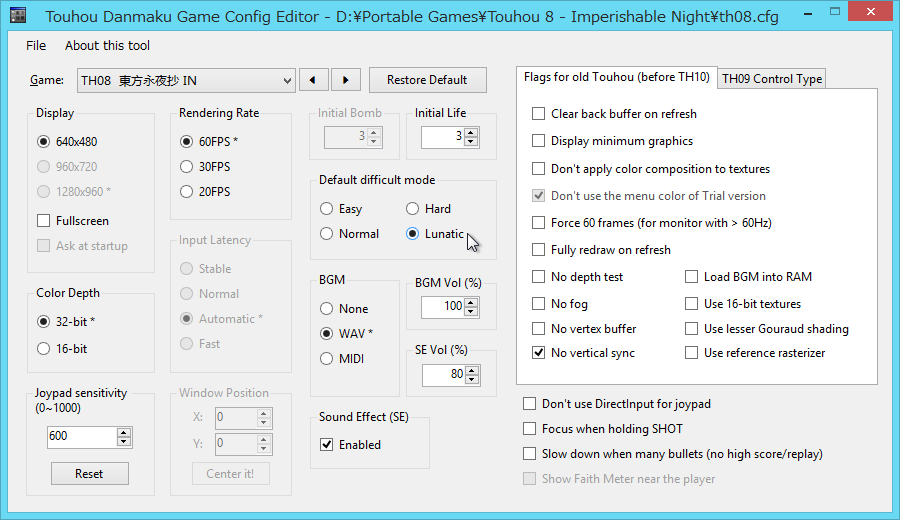 Touhou Danmaku Game Config Editor - D:¥Portable Games¥Touhou 8 - Imperishable Night¥th08.cfg
File About this tool
Game: TH08 東方永夜抄 IN Restore Default
Display
640x480
960x720
1280x960 *
Fullscreen
Ask at startup
Color Depth
32-bit *
16-bit
Joypad sensitivity
(0~1000)
600
Reset
Rendering Rate
60FPS *
30FPS
20FPS
Input Latency
Stable
Normal
Automatic *
Fast
Window Position
X: 0
Y: 0
Center it!
Initial Bomb
3
Initial Life
3
Default difficult mode
Easy Hard
Normal Lunatic
BGM
None
WAV *
MIDI
BGM Vol (%)
100
SE Vol (%)
80
Sound Effect (SE)
Enabled
Flags for old Touhou (before TH10) TH09 Control Type
Clear back buffer on refresh
Display minimum graphics
Don't apply color composition to textures
Don't use the menu color of Trial version
Force 60 frames (for monitor with > 60Hz)
Fully redraw on refresh
No depth test Load BGM into RAM
No fog Use 16-bit textures
No vertex buffer Use lesser Gouraud shading
No vertical sync Use reference rasterizer
Don't use DirectInput for joypad
Focus when holding SHOT
Slow down when many bullets (no high score/replay)
Show Faith Meter near the player